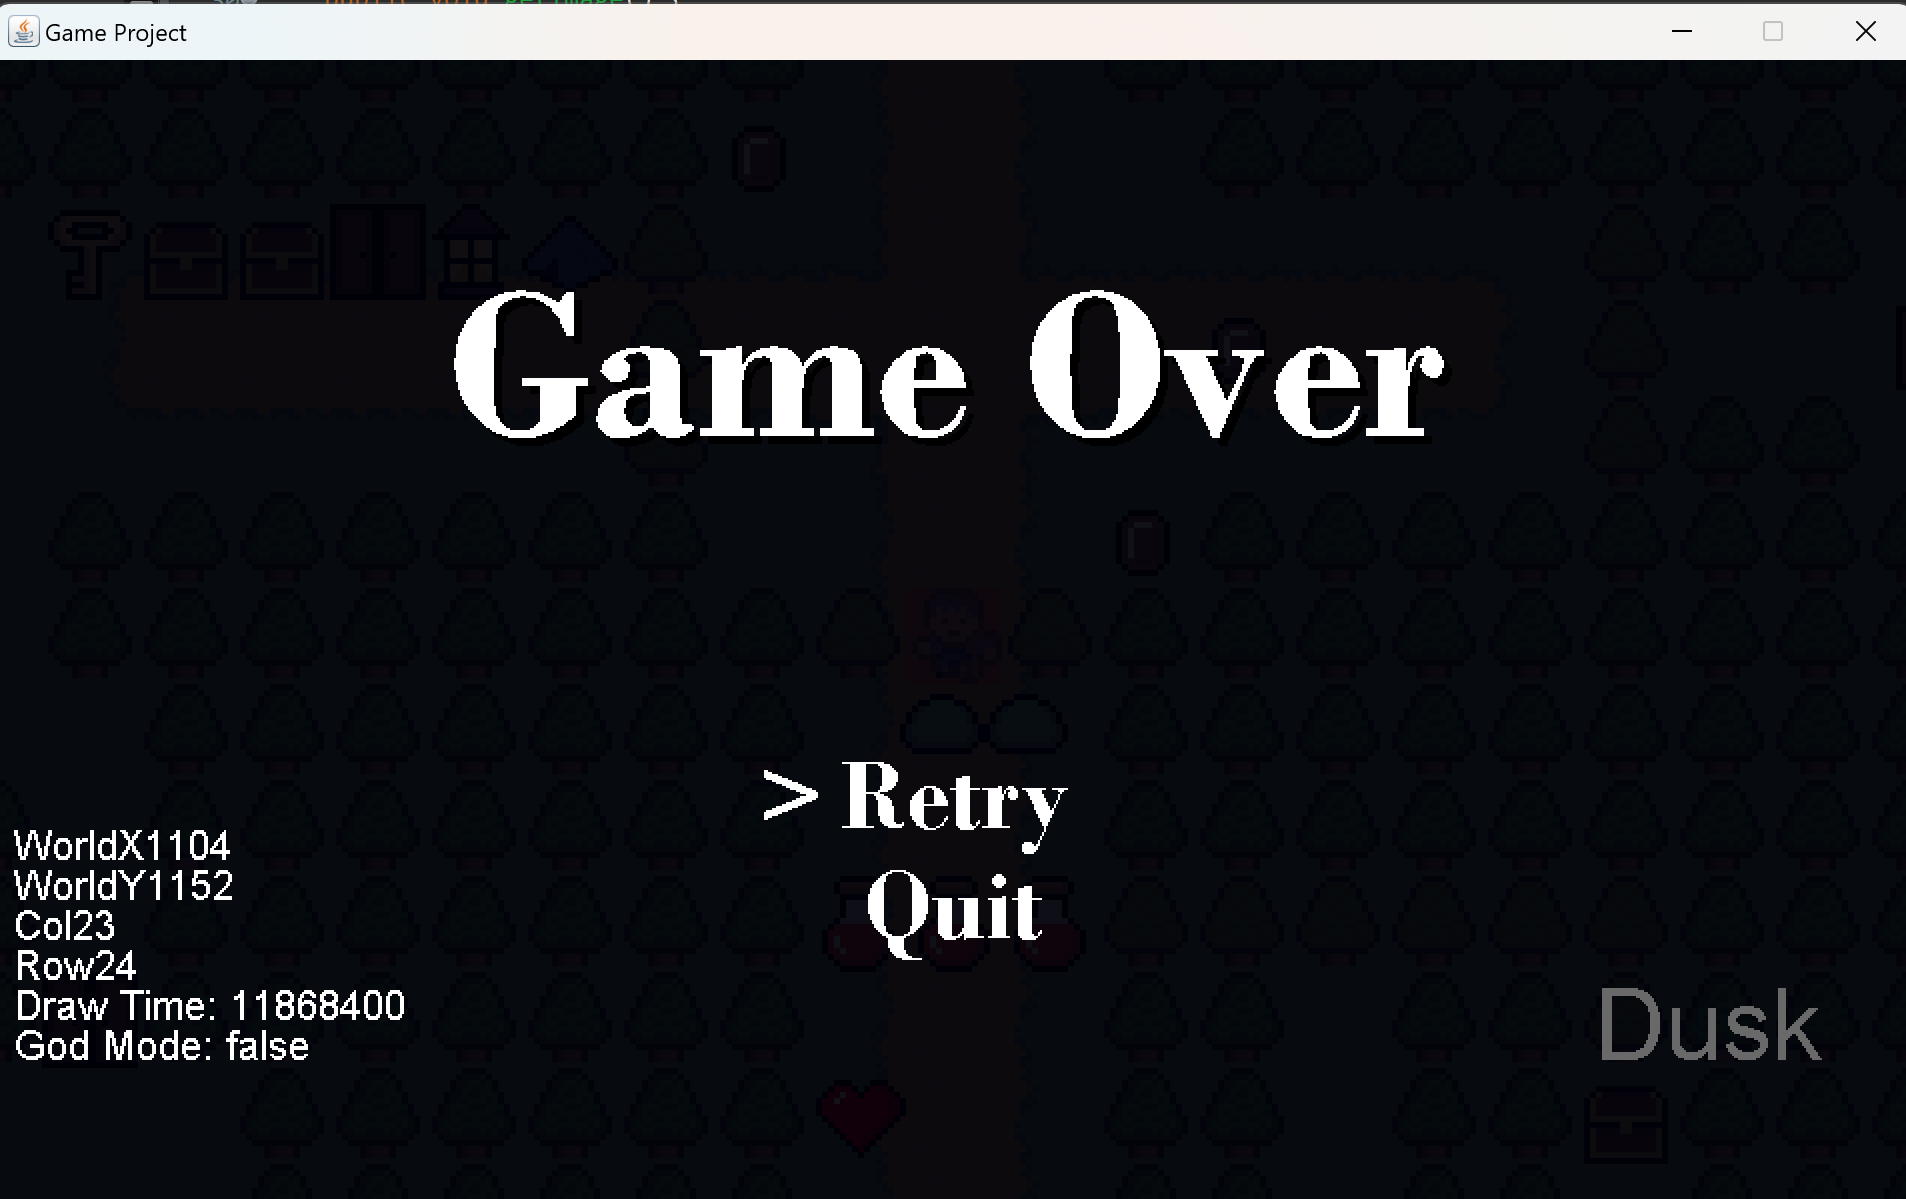 Game Project
Game Over
> Retry
Quit
WorldX1104
WorldY1152
Col23
Row24
Draw Time: 11868400
God Mode: false
Dusk